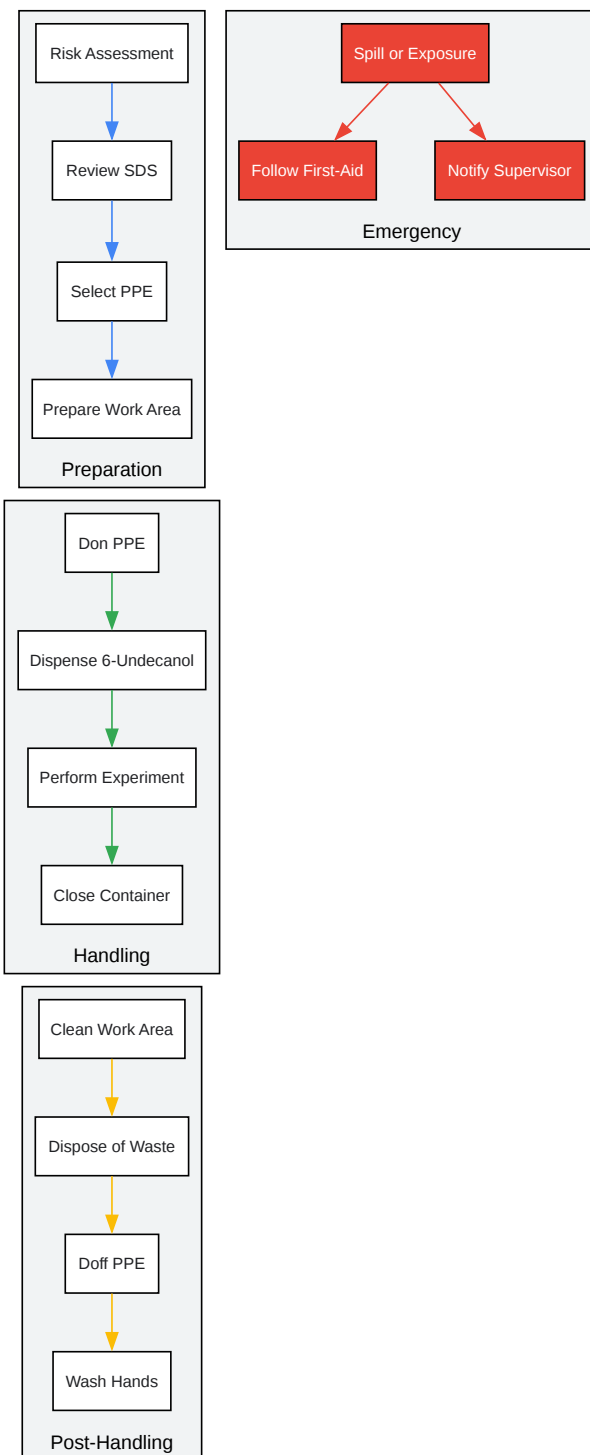 Risk Assessment
Review SDS
Select PPE
Prepare Work Area
Preparation
Spill or Exposure
Follow First-Aid
Notify Supervisor
Emergency
Don PPE
Dispense 6-Undecanol
Perform Experiment
Close Container
Handling
Clean Work Area
Dispose of Waste
Doff PPE
Wash Hands
Post-Handling